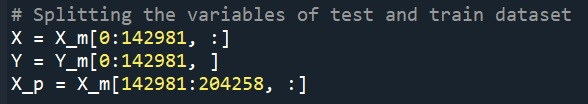 # Splitting the variables of test and train dataset
X = X_m[0:142981, :]
Y = Y_m[0:142981, ]
X_p = X_m[142981:204258, :]